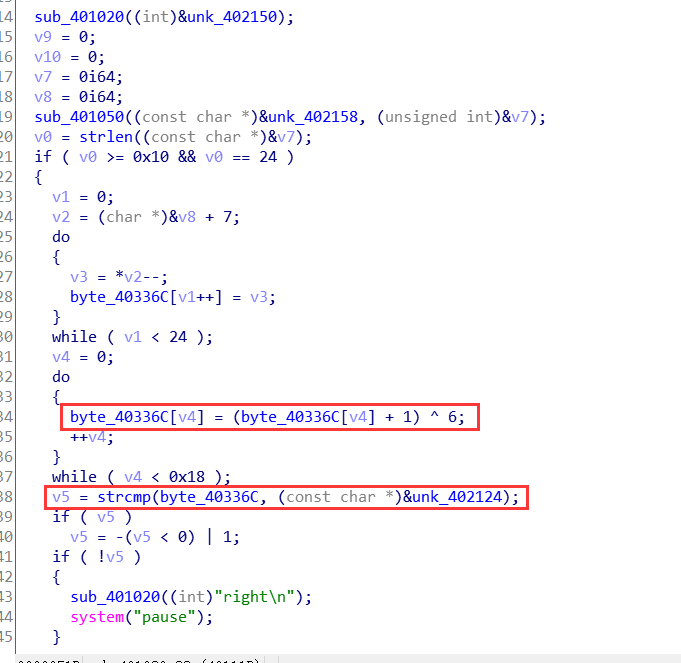 14 sub_401020((int)&unk_402150);
15 v9 = 0;
16 v10 = 0;
17 v7 = 0i64;
18 v8 = 0i64;
19 sub_401050((const char *)&unk_402158, (unsigned int)&v7);
20 v0 = strlen((const char *)&v7);
21 if ( v0 >= 0x10 && v0 == 24 )
22 {
23 v1 = 0;
24 v2 = (char *)&v8 + 7;
25 do
26 {
27 v3 = *v2--;
28 byte_40336C[v1++] = v3;
29 }
30 while ( v1 < 24 );
31 v4 = 0;
32 do
33 {
34 byte_40336C[v4] = (byte_40336C[v4] + 1) ^ 6;
35 ++v4;
36 }
37 while ( v4 < 0x18 );
38 v5 = strcmp(byte_40336C, (const char *)&unk_402124);
39 if ( v5 )
40 v5 = -(v5 < 0) | 1;
41 if ( !v5 )
42 {
43 sub_401020((int)"right\n");
44 system("pause");
45 }